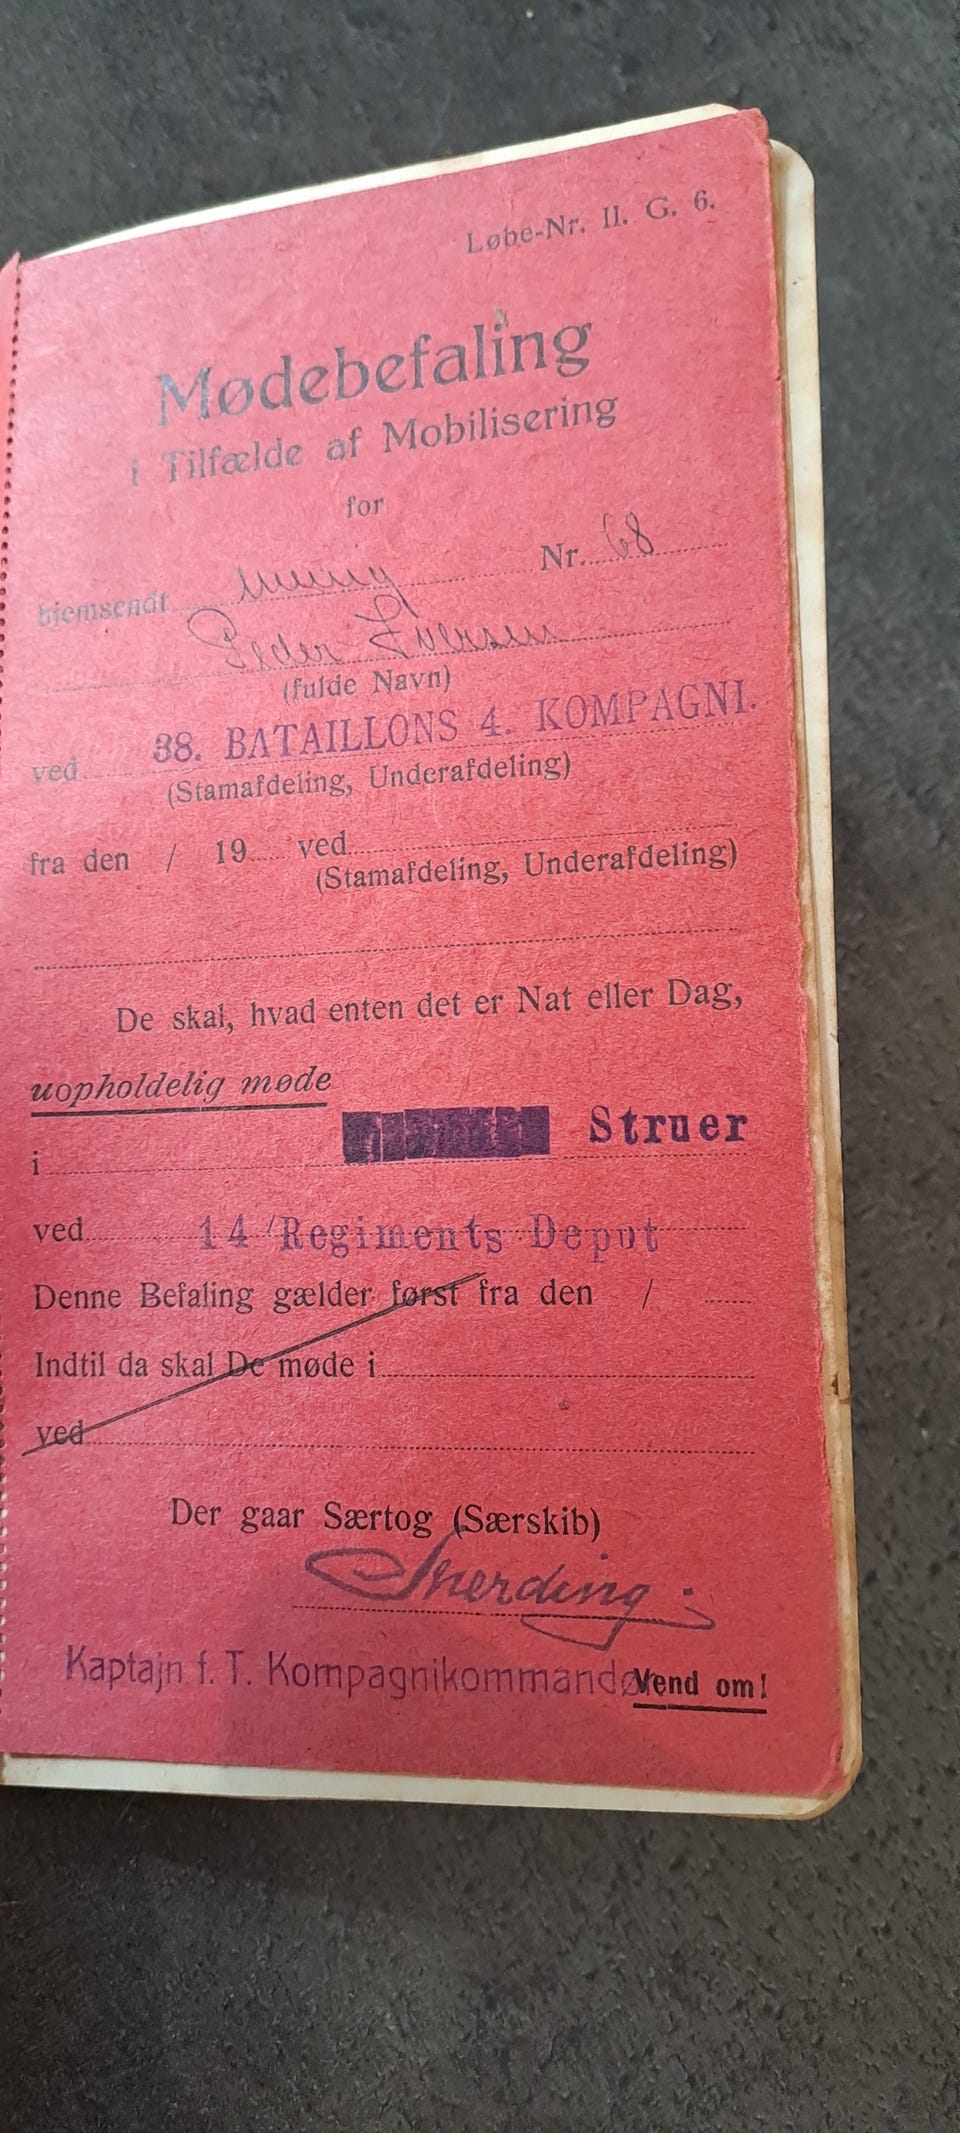 Løbe-Nr. II. G. 6.
Mødebefaling
i Tilfælde af Mobilisering
for
hjemsendt menig Nr. 68
Peder Iversen
(fulde Navn)
ved 38. BATAILLONS 4. KOMPAGNI.
(Stamafdeling, Underafdeling)
fra den / 19 ved
(Stamafdeling, Underafdeling)
De skal, hvad enten det er Nat eller Dag,
uopholdelig møde
i Struer
ved 14 Regiments Depot
Denne Befaling gælder først fra den /
Indtil da skal De møde i
ved
Der gaar Særtog (Særskib)
Kaptajn f. T. Kompagnikommandør
Vend om!